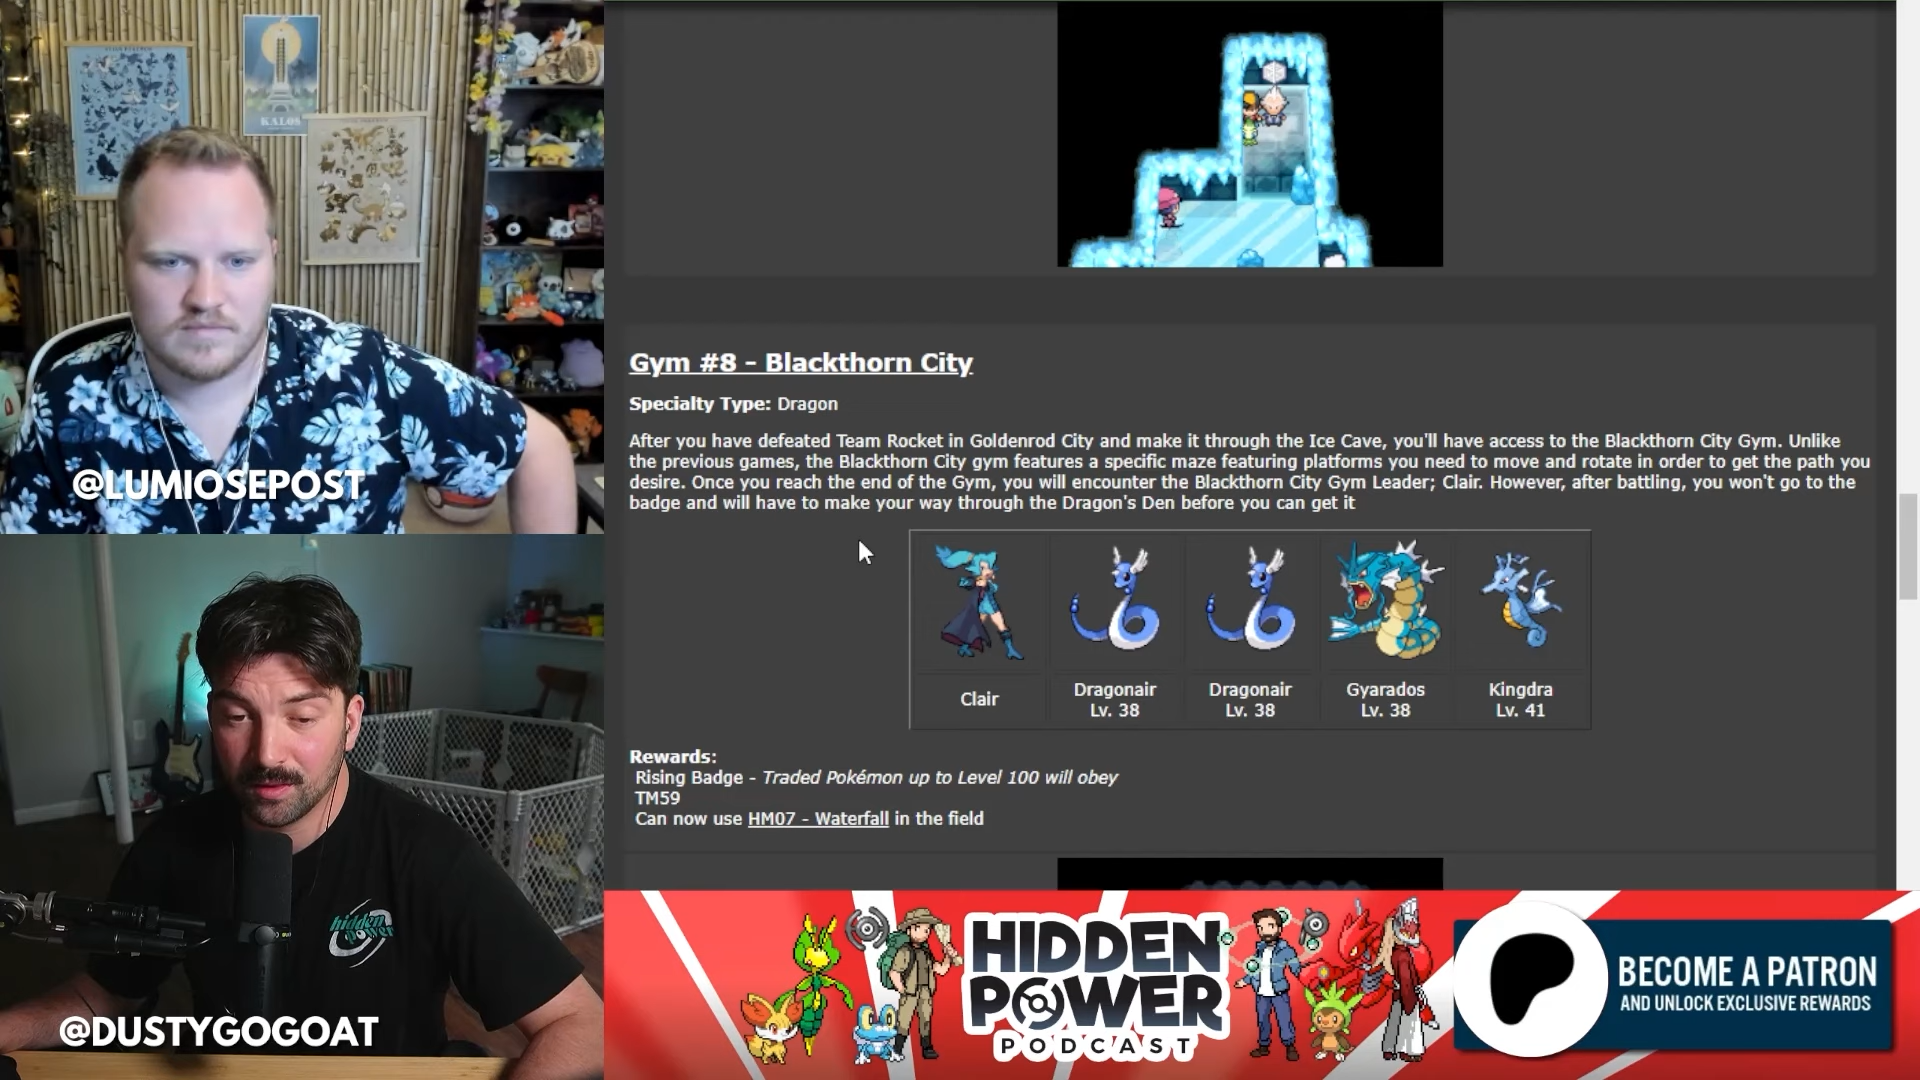 KALOS
@LUMIOSEPOST
@DUSTYGOGOAT
hidden
power
Gym #8 - Blackthorn City
Specialty Type: Dragon
After you have defeated Team Rocket in Goldenrod City and make it through the Ice Cave, you'll have access to the Blackthorn City Gym. Unlike
the previous games, the Blackthorn City gym features a specific maze featuring platforms you need to move and rotate in order to get the path you
desire. Once you reach the end of the Gym, you will encounter the Blackthorn City Gym Leader; Clair. However, after battling, you won't go to the
badge and will have to make your way through the Dragon's Den before you can get it
Clair
Dragonair
Lv. 38
Dragonair
Lv. 38
Gyarados
Lv. 38
Kingdra
Lv. 41
Rewards:
Rising Badge - Traded Pokémon up to Level 100 will obey
TM59
Can now use HM07 - Waterfall in the field
HIDDEN
POWER
PODCAST
BECOME A PATRON
AND UNLOCK EXCLUSIVE REWARDS